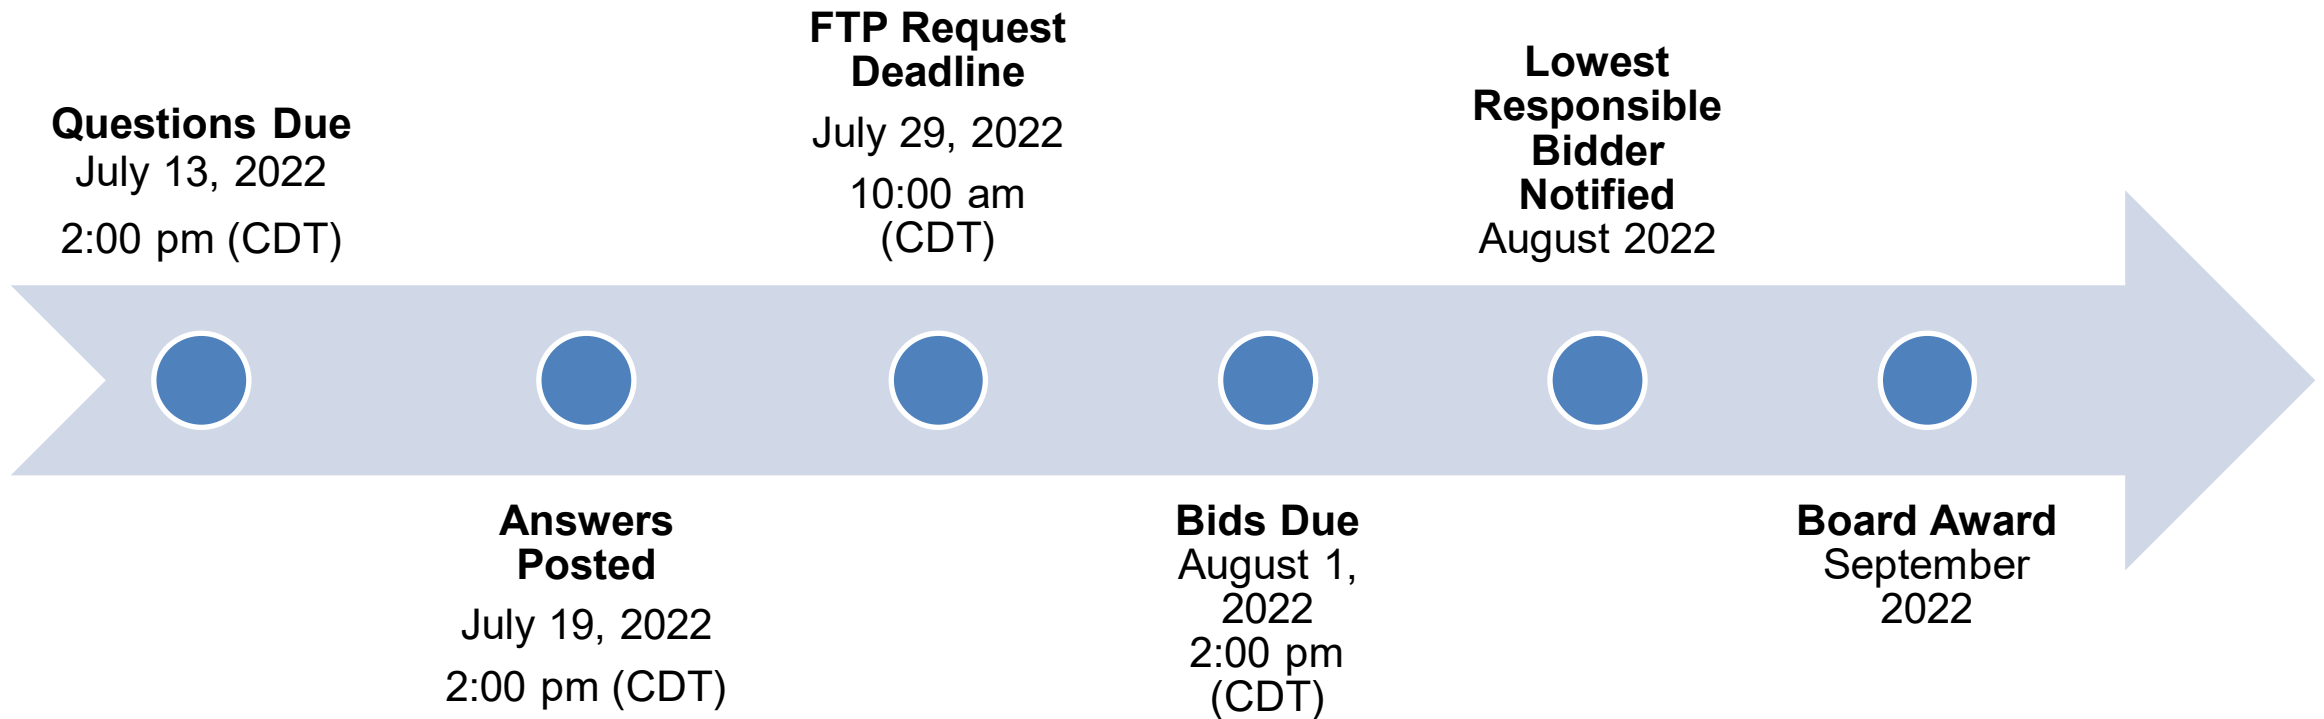 Questions Due
July 13, 2022
2:00 pm (CDT)
Answers
Posted
July 19, 2022
2:00 pm (CDT)
FTP Request
Deadline
July 29, 2022
10:00 am
(CDT)
Bids Due
August 1,
2022
2:00 pm
(CDT)
Lowest
Responsible
Bidder
Notified
August 2022
Board Award
September
2022